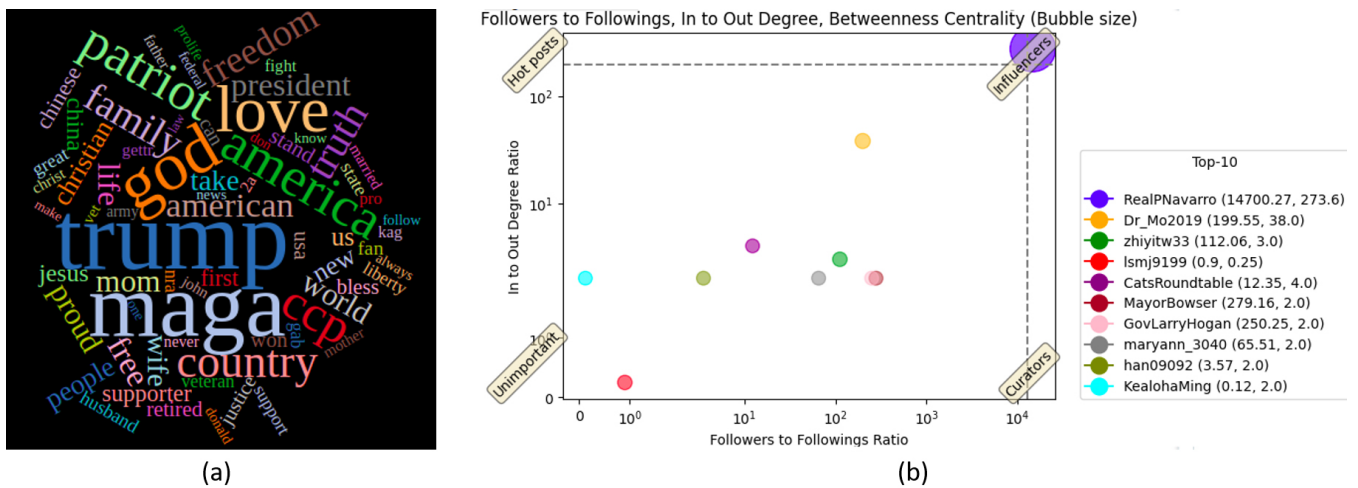 patriot
prolife
father
federal
fight
freedom
president
chinese
china
family
law
can
love
don
stand
know
truth
married
state
pro
great
christ
christian
gettr
god
america
life
take
2a
news
make
vet
army
american
follow
kag
trump
usa
us
fan
always
liberty
jesus
mom
nra
john
first
new
world
bless
proud
maga
one
ccp
gab
mother
free
wife
never
won
country
people
husband
supporter
retired
veteran
donald
justice
support
(a)
Followers to Followings, In to Out Degree, Betweenness Centrality (Bubble size)
Hot posts
Influencers
Unimportant
Curators
In to Out Degree Ratio
10²
10¹
10⁰
0
0
10⁰
10¹
10²
10³
10⁴
Followers to Followings Ratio
Top-10
RealPNavarro (14700.27, 273.6)
Dr_Mo2019 (199.55, 38.0)
zhiyitw33 (112.06, 3.0)
lsmj9199 (0.9, 0.25)
CatsRoundtable (12.35, 4.0)
MayorBowser (279.16, 2.0)
GovLarryHogan (250.25, 2.0)
maryann_3040 (65.51, 2.0)
han09092 (3.57, 2.0)
KealohaMing (0.12, 2.0)
(b)